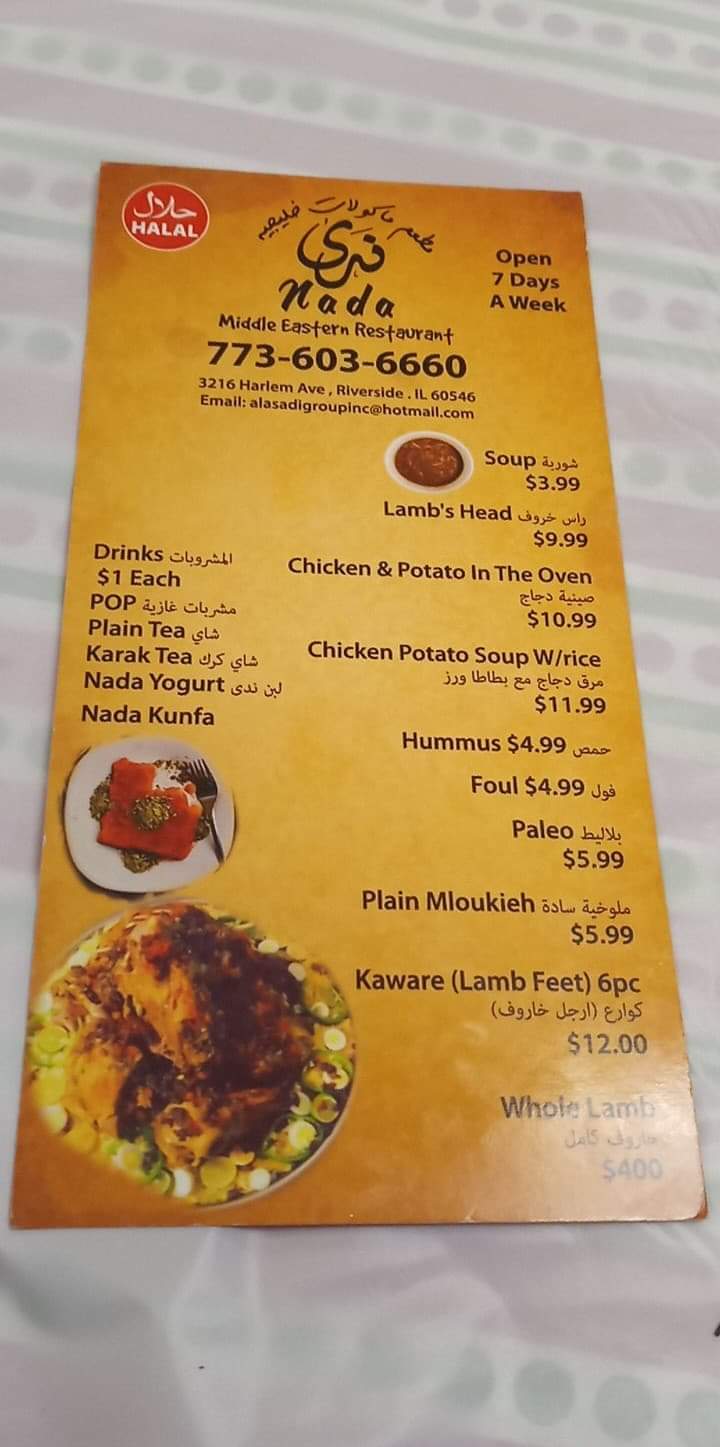 حلال
HALAL
مطعم مأكولات خليجيه
ندى
Nada
Middle Eastern Restaurant
773-603-6660
3216 Harlem Ave , Riverside . IL 60546
Email: alasadigroupinc@hotmail.com
Open
7 Days
A Week
Drinks المشروبات
$1 Each
POP مشربات غازية
Plain Tea شاي
Karak Tea شاي كرك
Nada Yogurt لبن ندى
Nada Kunfa
Soup شوربة
$3.99
Lamb's Head راس خروف
$9.99
Chicken & Potato In The Oven
صينية دجاج
$10.99
Chicken Potato Soup W/rice
مرق دجاج مع بطاطا ورز
$11.99
Hummus $4.99 حمص
Foul $4.99 فول
Paleo بلاليط
$5.99
Plain Mloukieh ملوخية سادة
$5.99
Kaware (Lamb Feet) 6pc
كوارع (ارجل خاروف)
$12.00
Whole Lamb
خاروف كامل
$400